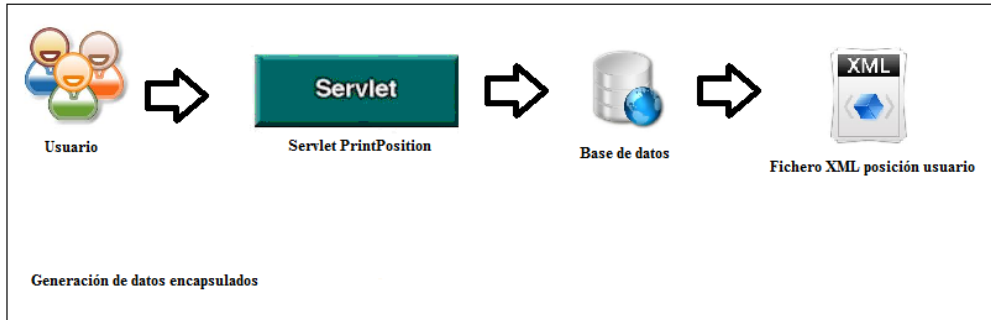 Servlet
XML
Usuario
Servlet PrintPosition
Base de datos
Fichero XML posición usuario
Generación de datos encapsulados